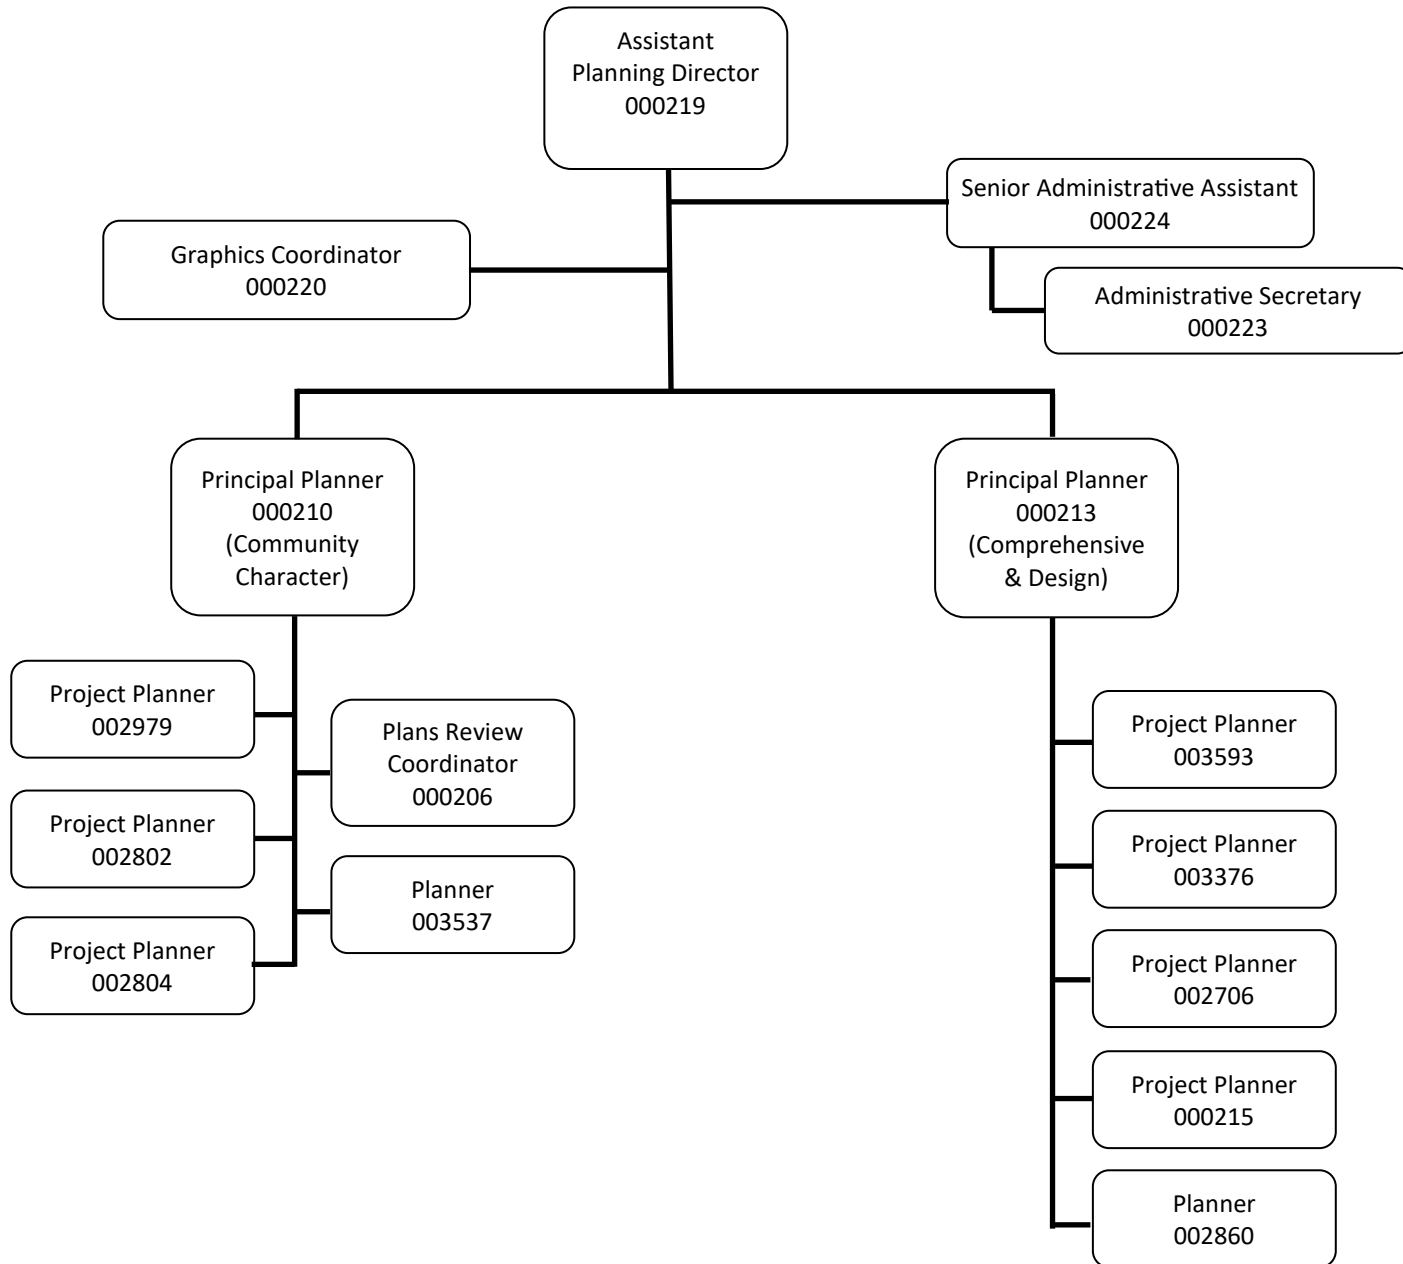 Assistant
Planning Director
000219
Senior Administrative Assistant
000224
Graphics Coordinator
000220
Administrative Secretary
000223
Principal Planner
000210
(Community
Character)
Principal Planner
000213
(Comprehensive
& Design)
Project Planner
002979
Plans Review
Coordinator
000206
Project Planner
002802
Planner
003537
Project Planner
002804
Project Planner
003593
Project Planner
003376
Project Planner
002706
Project Planner
000215
Planner
002860